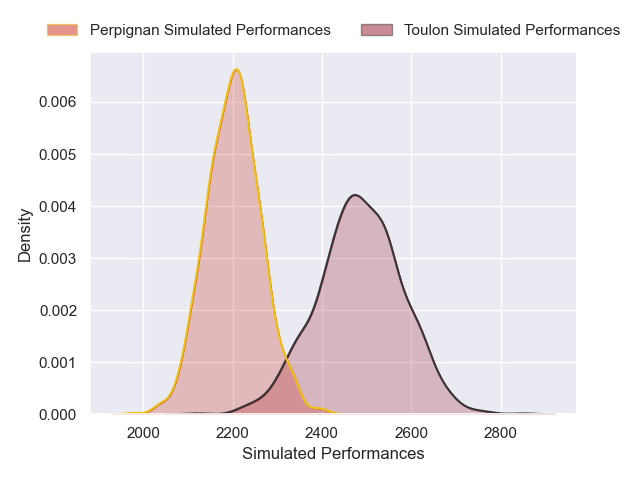 Perpignan Simulated Performances Toulon Simulated Performances
0.006
0.005
0.004
0.003
0.002
0.001
0.000
Density
2000 2200 2400 2600 2800
Simulated Performances